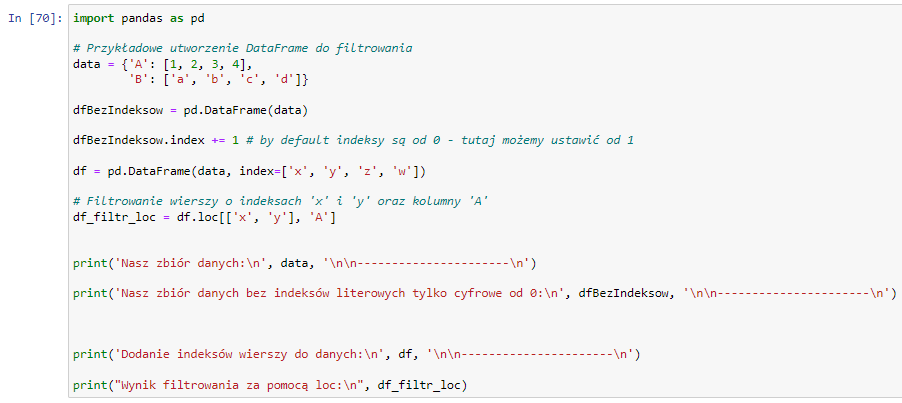 In [70]: import pandas as pd
# Przykładowe utworzenie DataFrame do filtrowania
data = {'A': [1, 2, 3, 4],
        'B': ['a', 'b', 'c', 'd']}
dfBezIndeksow = pd.DataFrame(data)
dfBezIndeksow.index += 1 # by default indeksy są od 0 - tutaj możemy ustawić od 1
df = pd.DataFrame(data, index=['x', 'y', 'z', 'w'])
# Filtrowanie wierszy o indeksach 'x' i 'y' oraz kolumny 'A'
df_filtr_loc = df.loc[['x', 'y'], 'A']
print('Nasz zbiór danych:\n', data, '\n\n----------------------\n')
print('Nasz zbiór danych bez indeksów literowych tylko cyfrowe od 0:\n', dfBezIndeksow, '\n\n----------------------\n')
print('Dodanie indeksów wierszy do danych:\n', df, '\n\n----------------------\n')
print("Wynik filtrowania za pomocą loc:\n", df_filtr_loc)